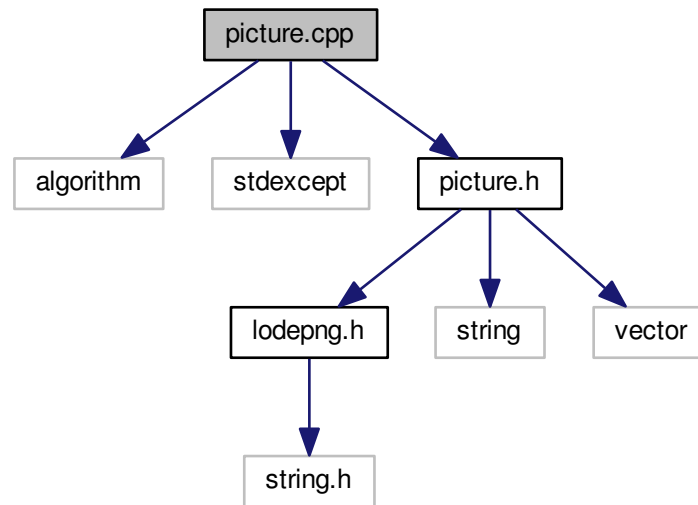 picture.cpp
algorithm
stdexcept
picture.h
lodepng.h
string
vector
string.h